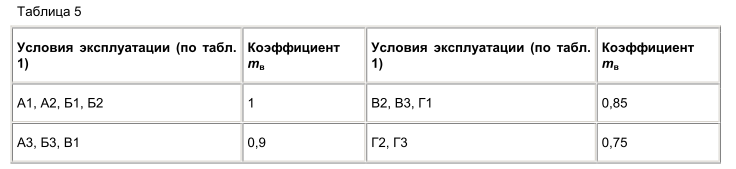 Таблица 5
Условия эксплуатации (по табл. Коэффициент Условия эксплуатации (по табл. Коэффициент
1) mв 1) mв
А1, А2, Б1, Б2 1 В2, В3, Г1 0,85
А3, Б3, В1 0,9 Г2, Г3 0,75